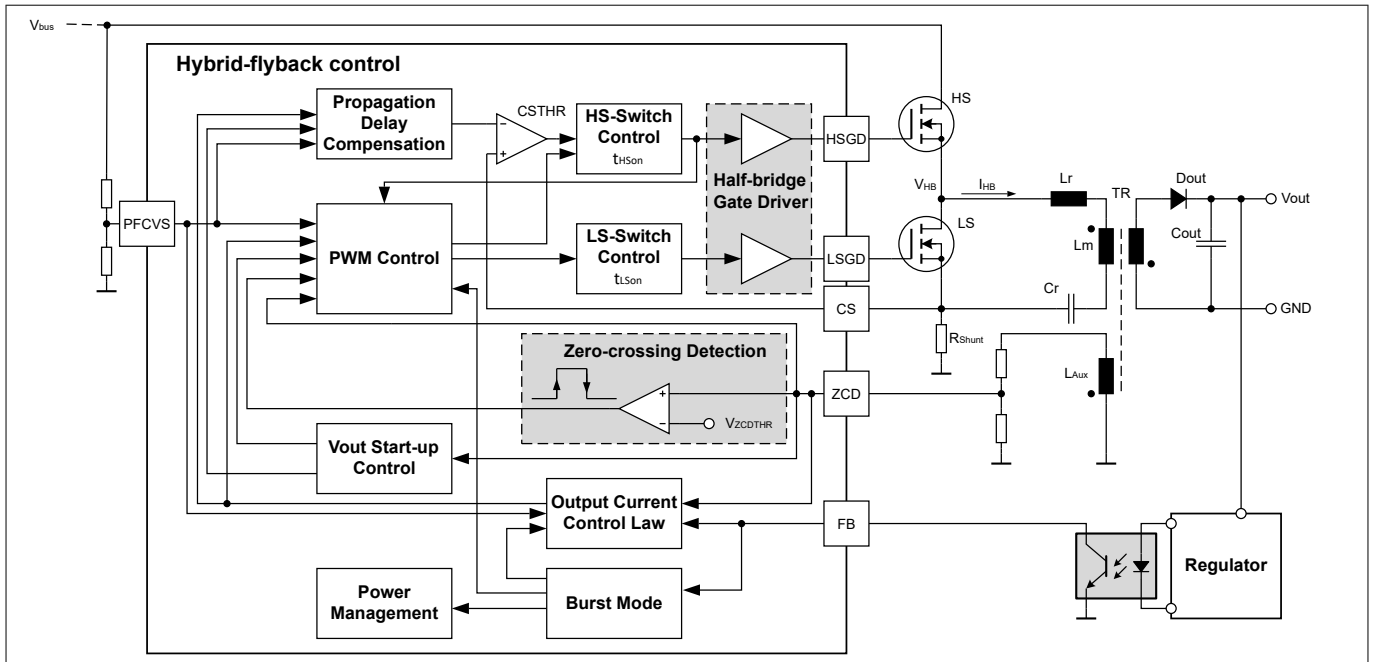 Vbus
Hybrid-flyback control
Propagation
Delay
Compensation
CSTHR
HS-Switch
Control
tHSon
Half-bridge
Gate Driver
HSGD
HS
VHB
IHB
Lr
TR
Dout
Vout
Lm
Cout
PFCVS
PWM Control
LS-Switch
Control
tLSon
LSGD
LS
CS
Cr
GND
RShunt
Zero-crossing Detection
VZCDTHR
ZCD
LAux
Vout Start-up
Control
Output Current
Control Law
FB
Regulator
Power
Management
Burst Mode